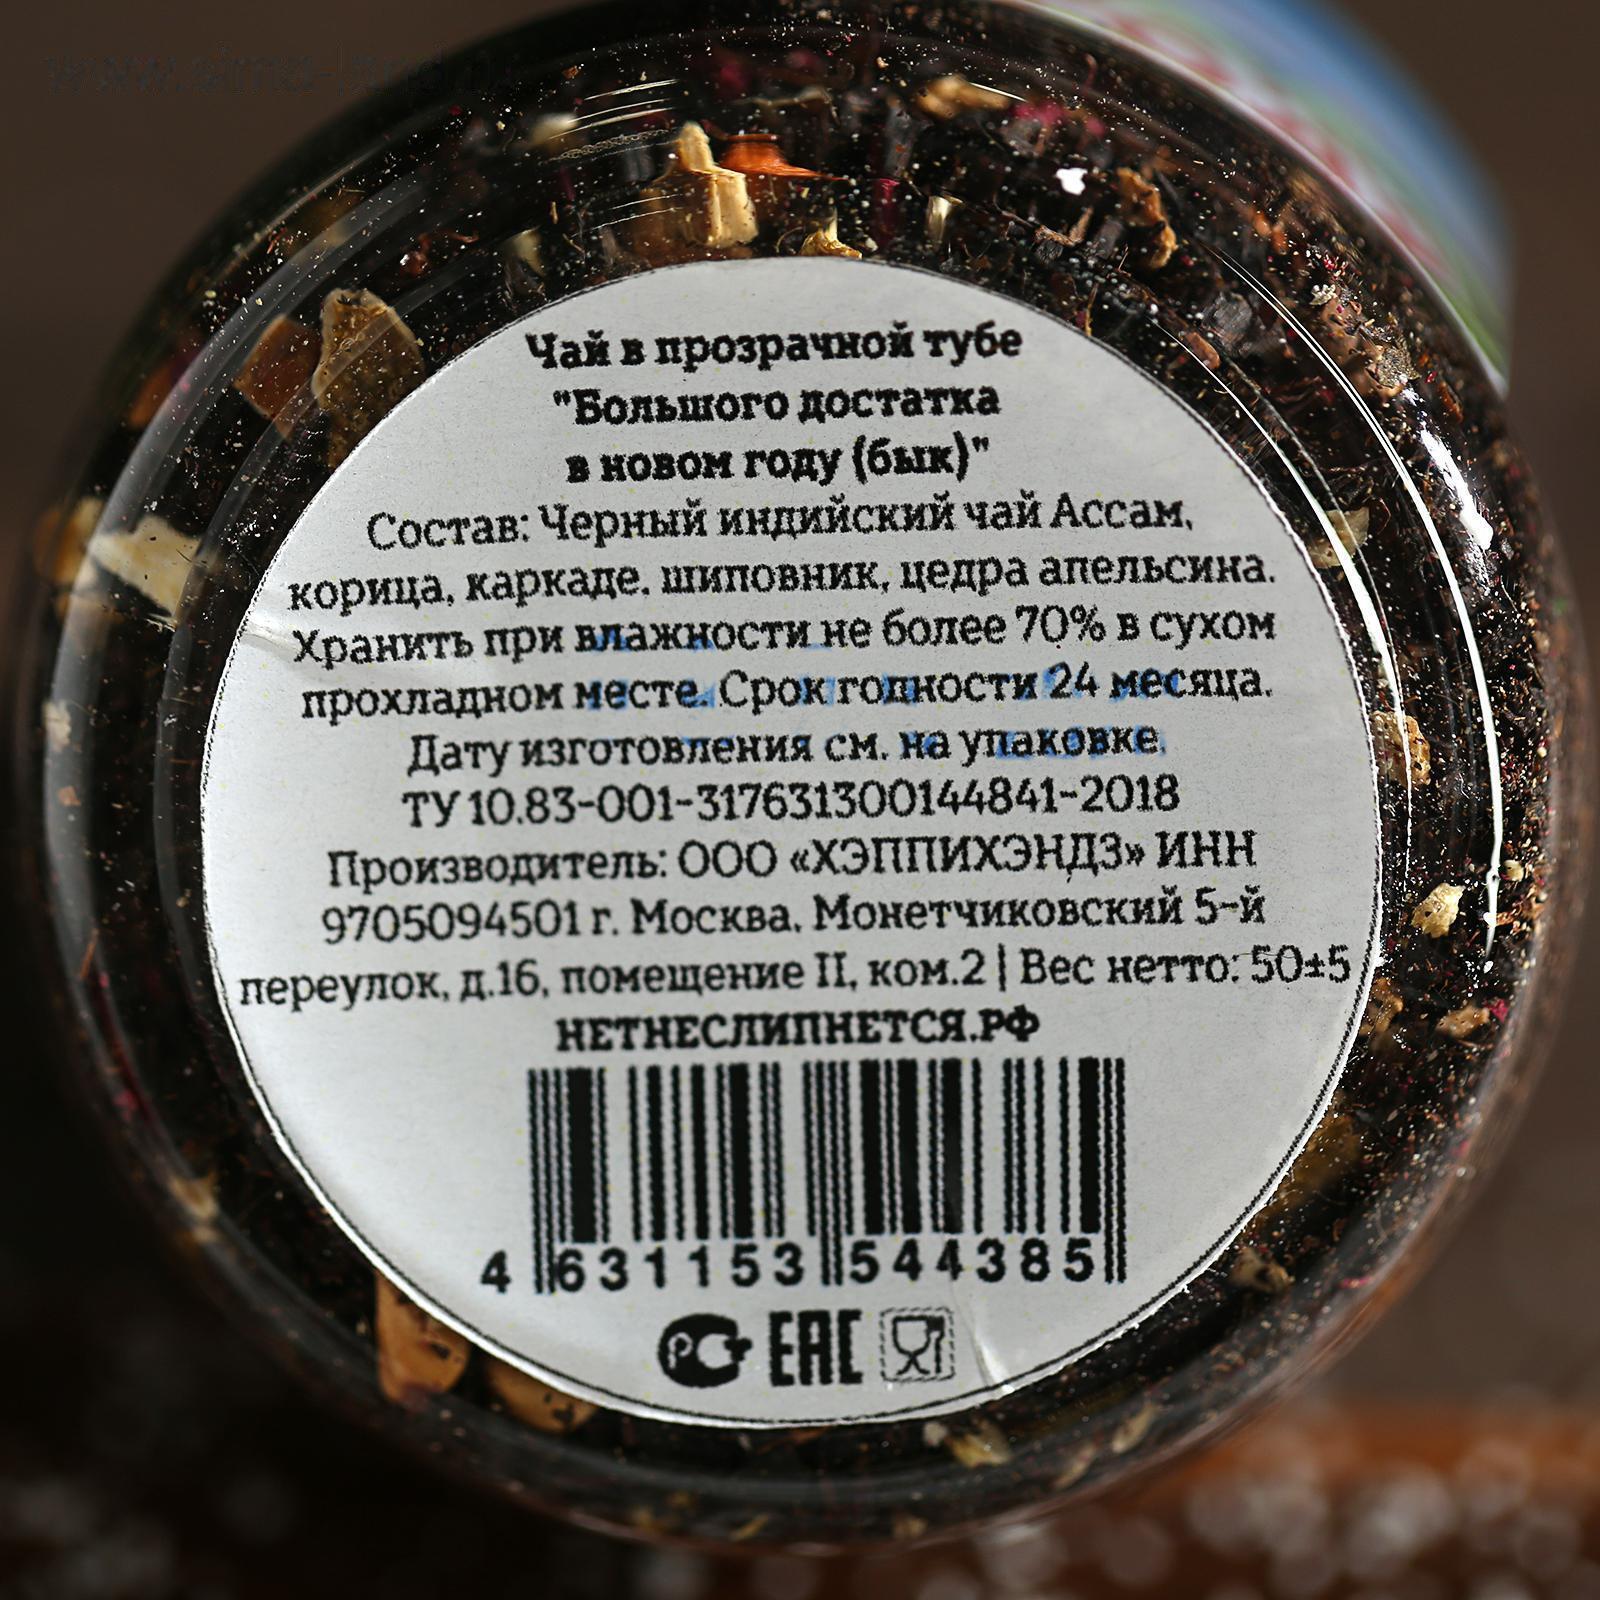 Чай в прозрачной тубе
"Большого достатка
в новом году (бык)"
Состав: Черный индийский чай Ассам,
корица, каркаде, шиповник, цедра апельсина.
Хранить при влажности не более 70% в сухом
прохладном месте. Срок годности 24 месяца.
Дату изготовления см. на упаковке.
ТУ 10.83-001-317631300144841-2018
Производитель: ООО «ХЭППИХЭНДЗ» ИНН
9705094501 г. Москва, Монетчиковский 5-й
переулок, д.16, помещение II, ком.2 | Вес нетто: 50±5
НЕТНЕСЛИПНЕТСЯ.РФ
4 631153 544385
РСТ EAC